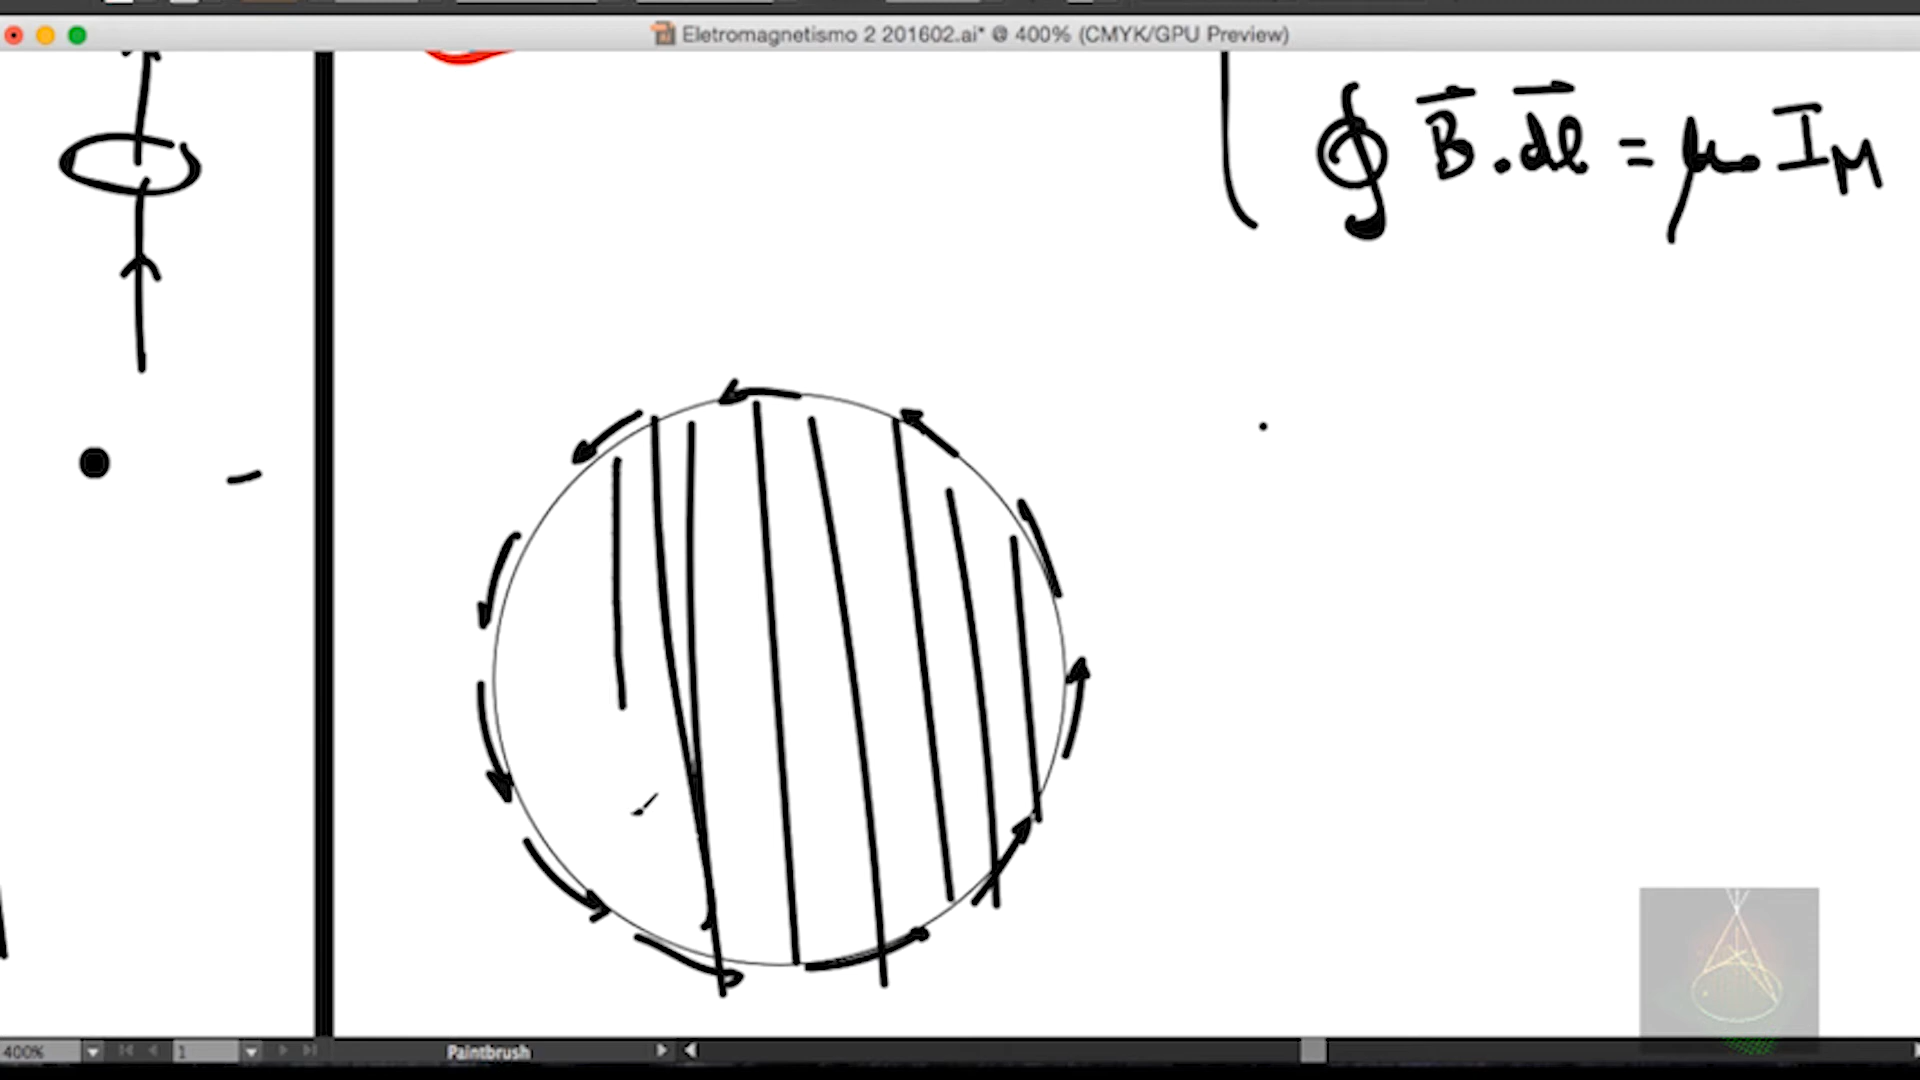 Eletromagnetismo 2 201602.ai* @ 400% (CMYK/GPU Preview)
∮ B⃗ . dl⃗ = μ₀ I_M
400%
1
Paintbrush